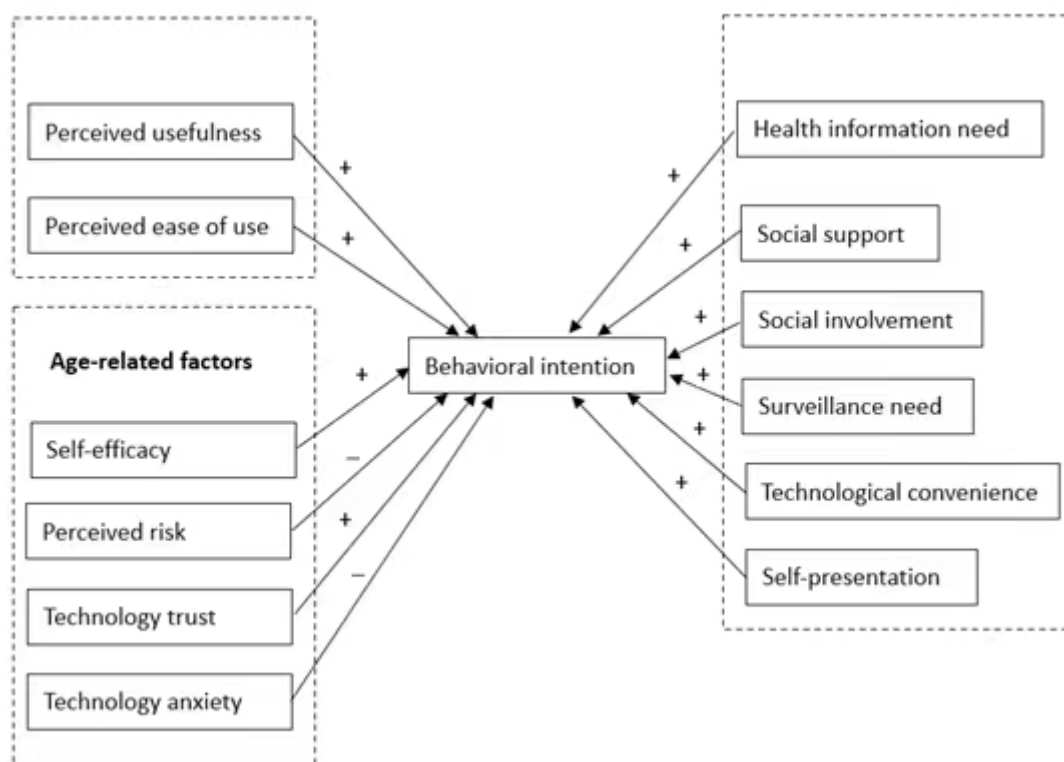 Perceived usefulness
+
Perceived ease of use
+
Age-related factors
Self-efficacy
+
Perceived risk
–
Technology trust
+
Technology anxiety
–
Behavioral intention
Health information need
+
Social support
+
Social involvement
+
Surveillance need
+
Technological convenience
+
Self-presentation
+